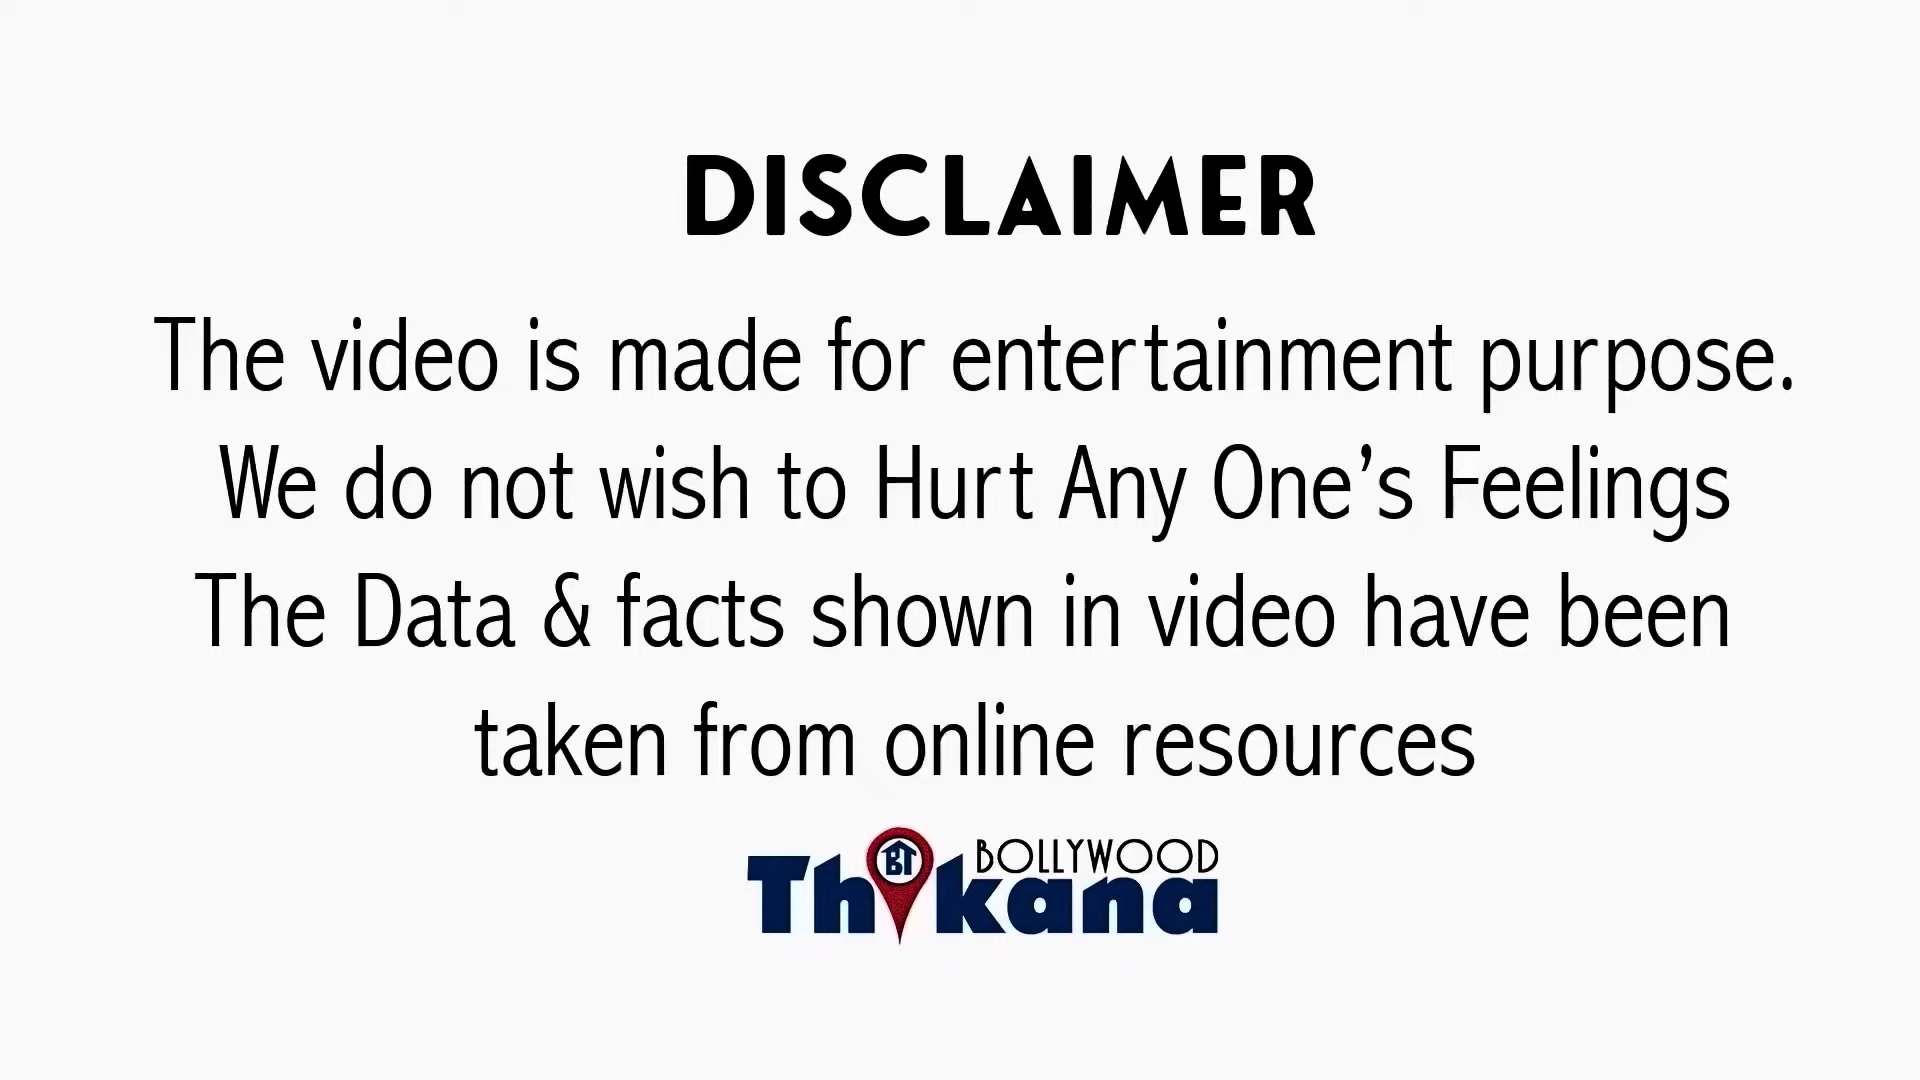 DISCLAIMER
The video is made for entertainment purpose.
We do not wish to Hurt Any One’s Feelings
The Data & facts shown in video have been
taken from online resources
BOLLYWOOD
BT
Thikana